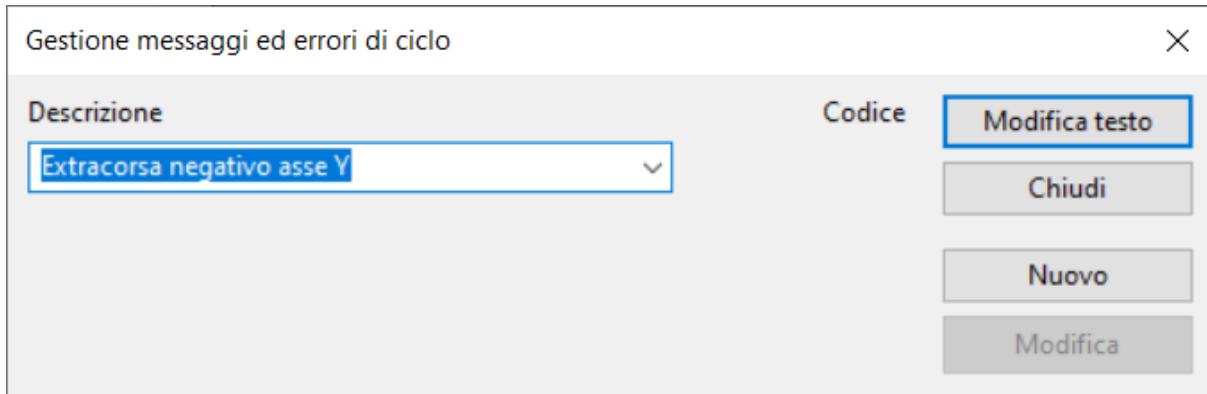 Gestione messaggi ed errori di ciclo
Descrizione
Codice
Modifica testo
Extracorsa negativo asse Y
Chiudi
Nuovo
Modifica